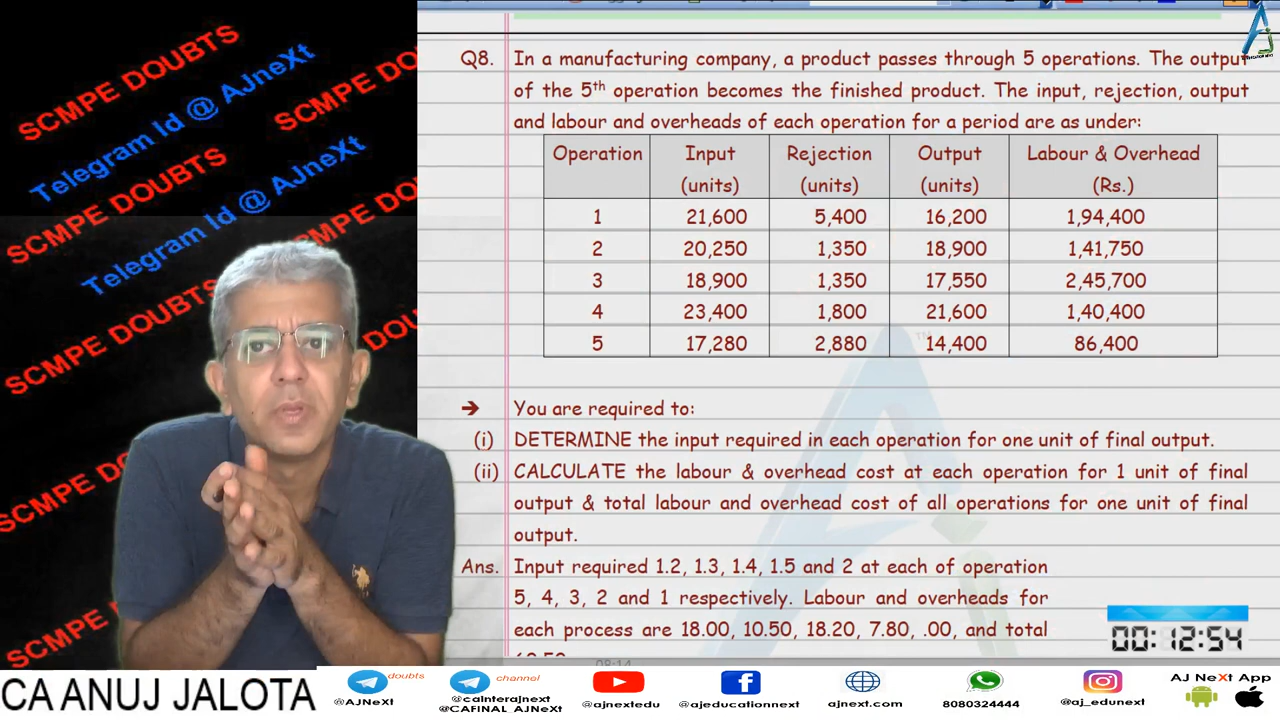 SCMPE DOUBTS
Telegram Id @ AJneXt
SCMPE DOUBTS
SCMPE DOUBTS
Telegram Id @ AJneXt
SCMPE DOUBTS
SCMPE DOUBTS
SCMPE
Q8. In a manufacturing company, a product passes through 5 operations. The output
of the 5th operation becomes the finished product. The input, rejection, output
and labour and overheads of each operation for a period are as under:
Operation Input Rejection Output Labour & Overhead
(units) (units) (units) (Rs.)
1 21,600 5,400 16,200 1,94,400
2 20,250 1,350 18,900 1,41,750
3 18,900 1,350 17,550 2,45,700
4 23,400 1,800 21,600 1,40,400
5 17,280 2,880 14,400 86,400
➔ You are required to:
(i) DETERMINE the input required in each operation for one unit of final output.
(ii) CALCULATE the labour & overhead cost at each operation for 1 unit of final
output & total labour and overhead cost of all operations for one unit of final
output.
Ans. Input required 1.2, 1.3, 1.4, 1.5 and 2 at each of operation
5, 4, 3, 2 and 1 respectively. Labour and overheads for
each process are 18.00, 10.50, 18.20, 7.80, .00, and total
00:12:54
08:14
CA ANUJ JALOTA
doubts
@AJNeXt
channel
@cainterajnext
@CAFINAL_AJNeXt
@ajnextedu
@ajeducationnext
ajnext.com
8080324444
@aj_edunext
AJ NeXt App